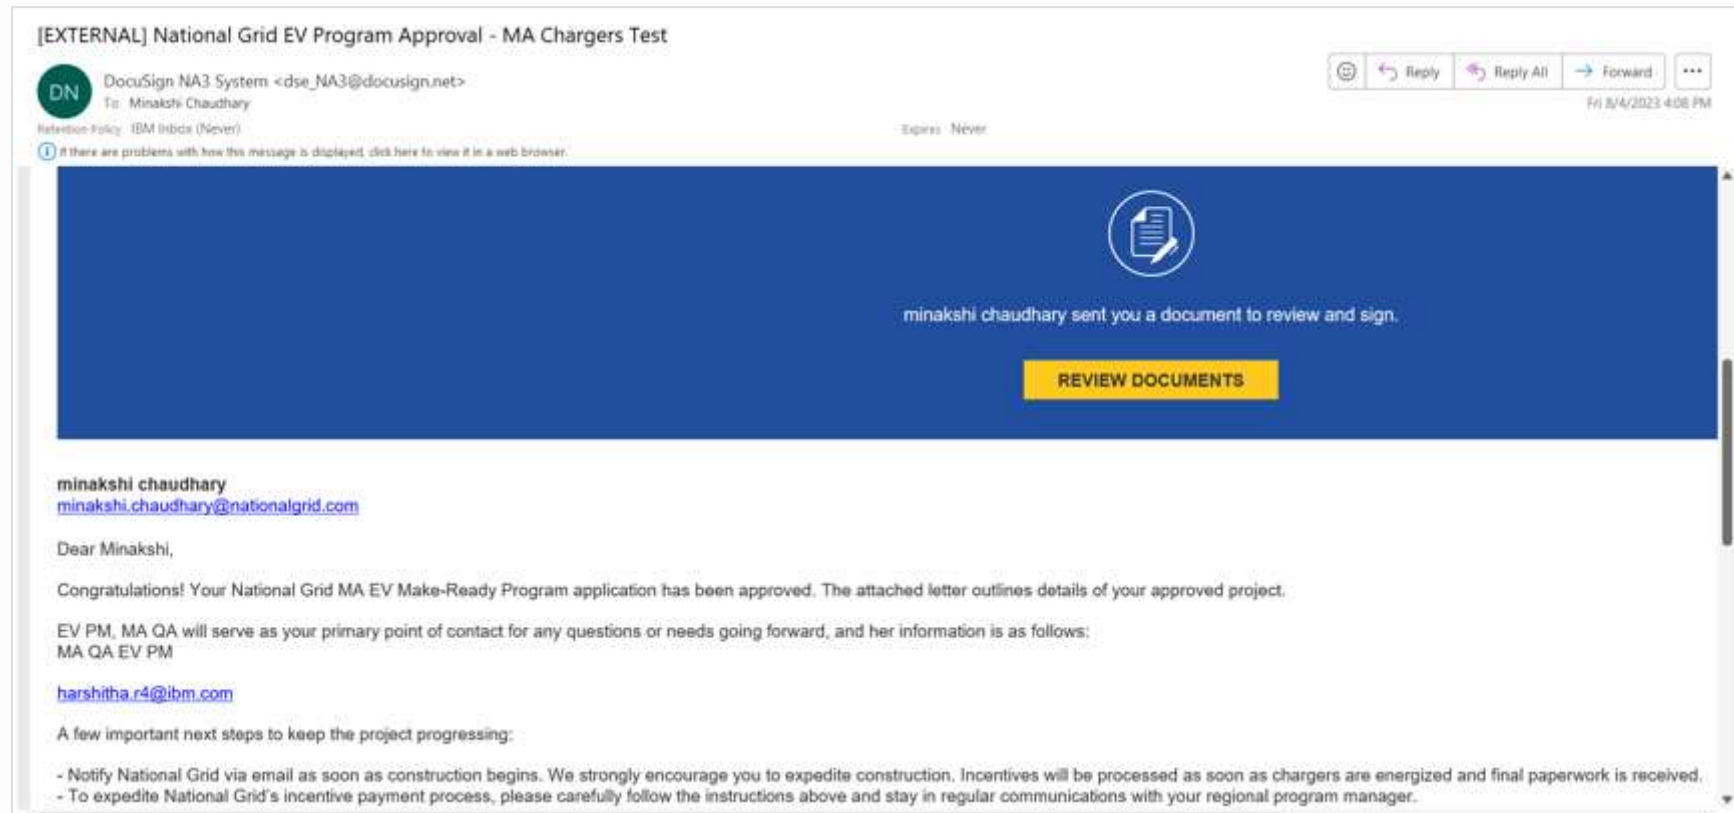 [EXTERNAL] National Grid EV Program Approval - MA Chargers Test
DN
DocuSign NA3 System <dse_NA3@docusign.net>
To Minakshi Chaudhary
Reply
Reply All
Forward
Fri 8/4/2023 4:08 PM
Retention Policy IBM Inbox (Never)
Expires Never
If there are problems with how this message is displayed, click here to view it in a web browser.
minakshi chaudhary sent you a document to review and sign.
REVIEW DOCUMENTS
minakshi chaudhary
minakshi.chaudhary@nationalgrid.com
Dear Minakshi,
Congratulations! Your National Grid MA EV Make-Ready Program application has been approved. The attached letter outlines details of your approved project.
EV PM, MA QA will serve as your primary point of contact for any questions or needs going forward, and her information is as follows:
MA QA EV PM
harshitha.r4@ibm.com
A few important next steps to keep the project progressing:
- Notify National Grid via email as soon as construction begins. We strongly encourage you to expedite construction. Incentives will be processed as soon as chargers are energized and final paperwork is received.
- To expedite National Grid's incentive payment process, please carefully follow the instructions above and stay in regular communications with your regional program manager.